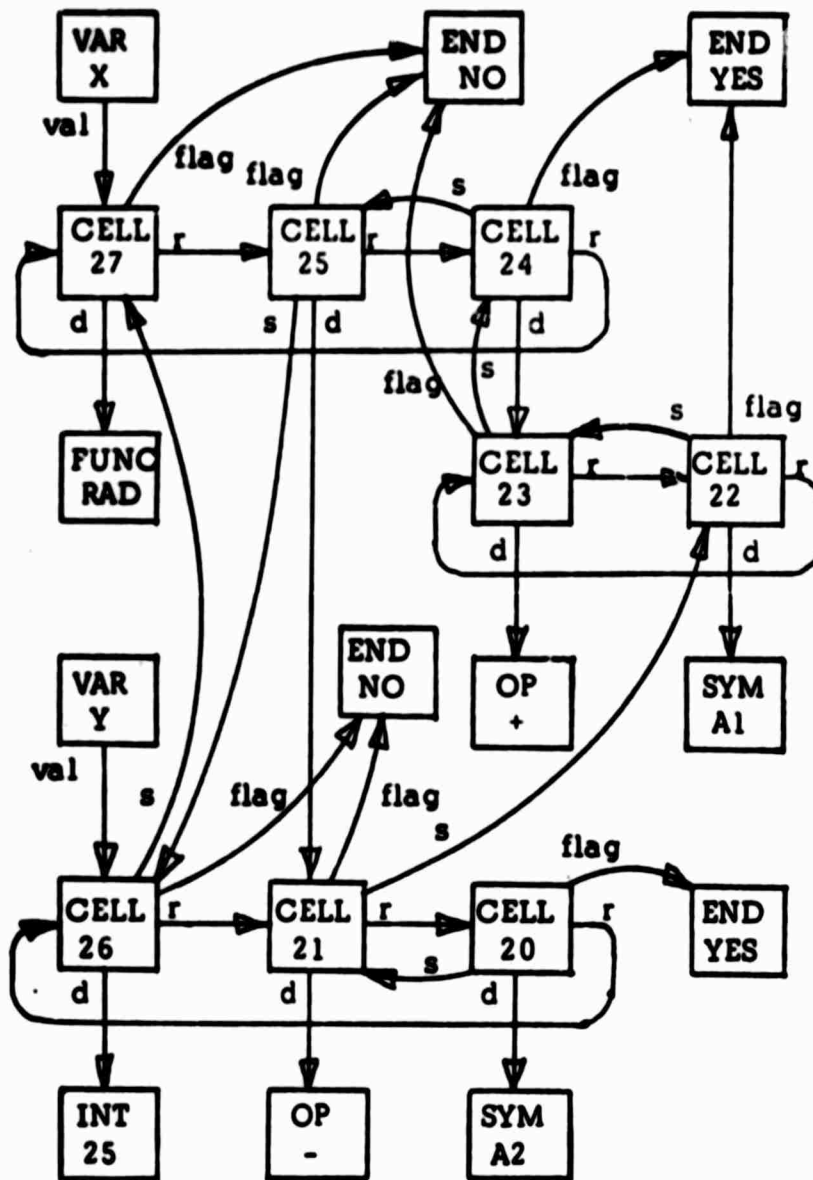 VAR
X
END
NO
END
YES
val
flag
flag
s
flag
CELL
27
r
CELL
25
r
CELL
24
r
d
s
d
d
flag
s
s
flag
FUNC
RAD
CELL
23
r
CELL
22
r
d
d
VAR
Y
END
NO
OP
+
SYM
A1
val
s
flag
flag
s
flag
CELL
26
r
CELL
21
r
CELL
20
r
END
YES
s
d
d
d
INT
25
OP
-
SYM
A2